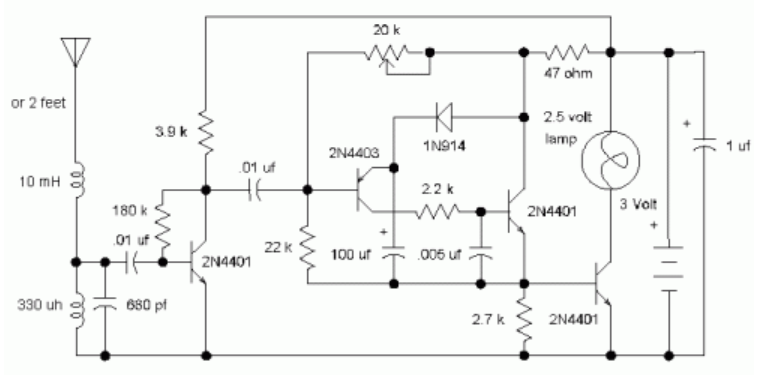 20 k
47 ohm
or 2 feet
3.9 k
1N914
2.5 volt
lamp
+
1 uf
2N4403
.01 uf
10 mH
2.2 k
180 k
2N4401
3 Volt
+
.01 uf
22 k
+
100 uf
.005 uf
2N4401
330 uh
680 pf
2.7 k
2N4401